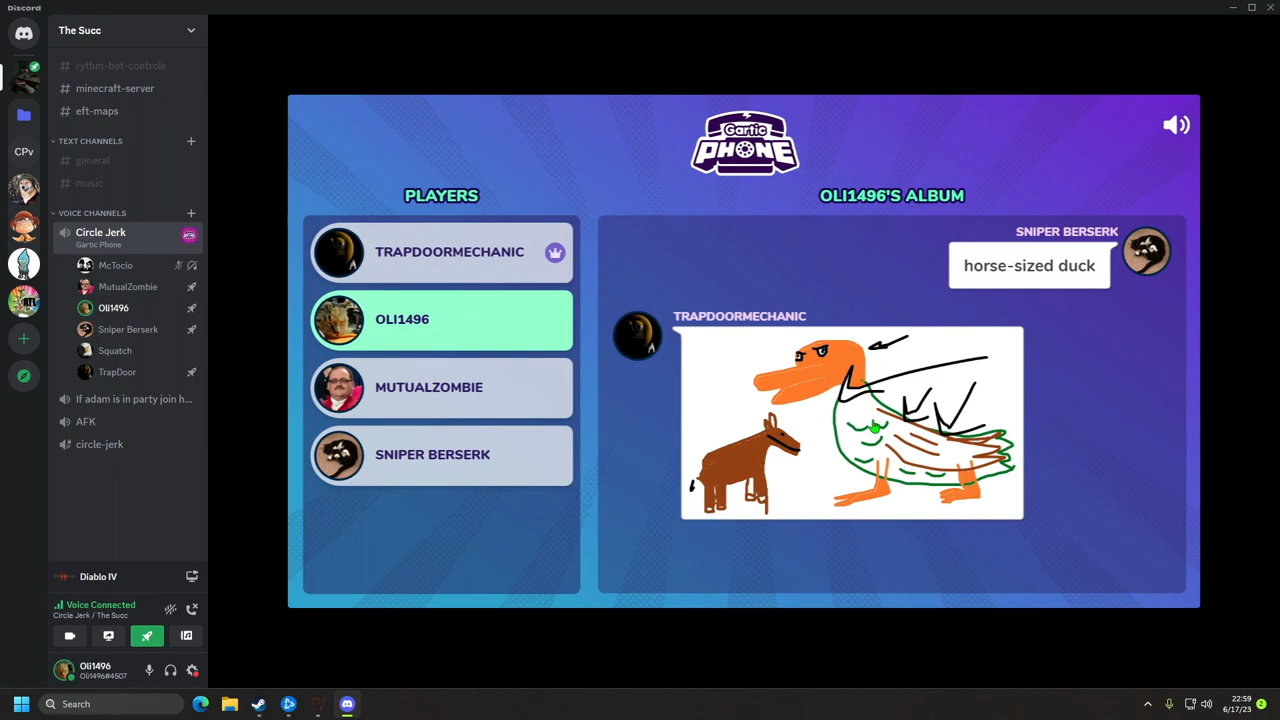 Discord
The Succ
rythm-bot-controls
minecraft-server
eft-maps
TEXT CHANNELS
general
music
VOICE CHANNELS
Circle Jerk
Gartic Phone
McTocio
MutualZombie
Oli1496
Sniper Berserk
Squatch
TrapDoor
If adam is in party join h...
AFK
circle-jerk
Diablo IV
Voice Connected
Circle Jerk / The Succ
Oli1496
Oli1496#4507
CPv
Gartic
PHONE
PLAYERS
TRAPDOORMECHANIC
OLI1496
MUTUALZOMBIE
SNIPER BERSERK
OLI1496'S ALBUM
SNIPER BERSERK
horse-sized duck
TRAPDOORMECHANIC
Search
22:59
6/17/23
2